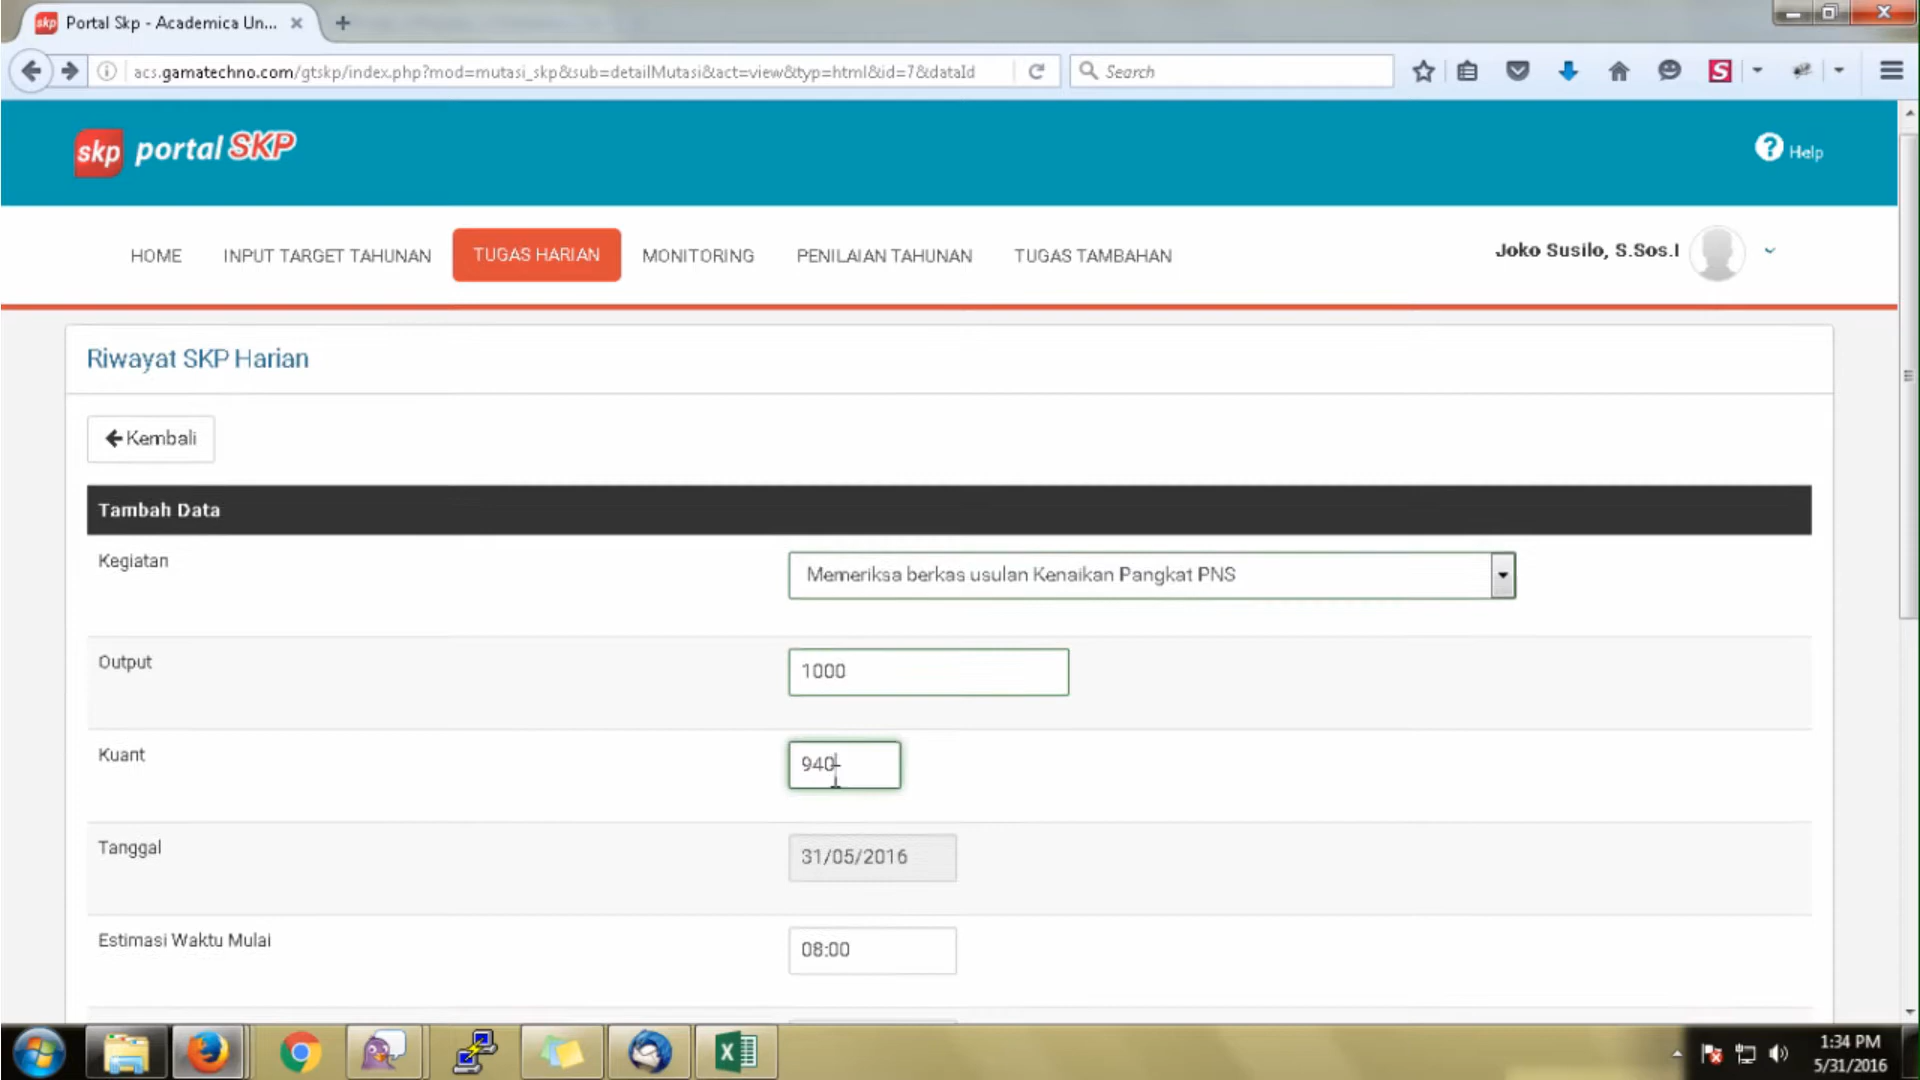 skp Portal Skp - Academica Un...
acs.gamatechno.com/gtskp/index.php?mod=mutasi_skp&sub=detailMutasi&act=view&typ=html&id=7&dataId
Search
S
skp portal SKP
? Help
HOME INPUT TARGET TAHUNAN TUGAS HARIAN MONITORING PENILAIAN TAHUNAN TUGAS TAMBAHAN
Joko Susilo, S.Sos.I
Riwayat SKP Harian
Kembali
Tambah Data
Kegiatan
Memeriksa berkas usulan Kenaikan Pangkat PNS
Output
1000
Kuant
940
Tanggal
31/05/2016
Estimasi Waktu Mulai
08:00
1:34 PM
5/31/2016